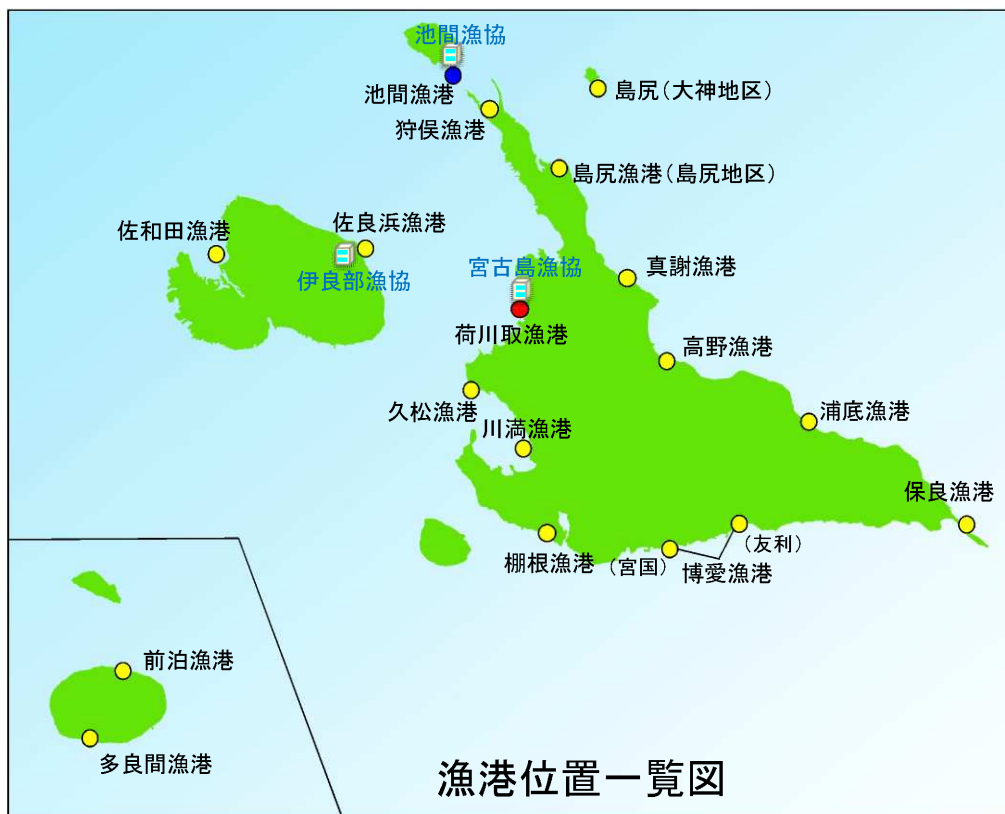 池間漁協
池間漁港
島尻（大神地区）
狩俣漁港
島尻漁港（島尻地区）
佐和田漁港
佐良浜漁港
伊良部漁協
宮古島漁協
真謝漁港
荷川取漁港
高野漁港
久松漁港
川満漁港
浦底漁港
保良漁港
（友利）
棚根漁港
（宮国）
博愛漁港
前泊漁港
多良間漁港
漁港位置一覧図